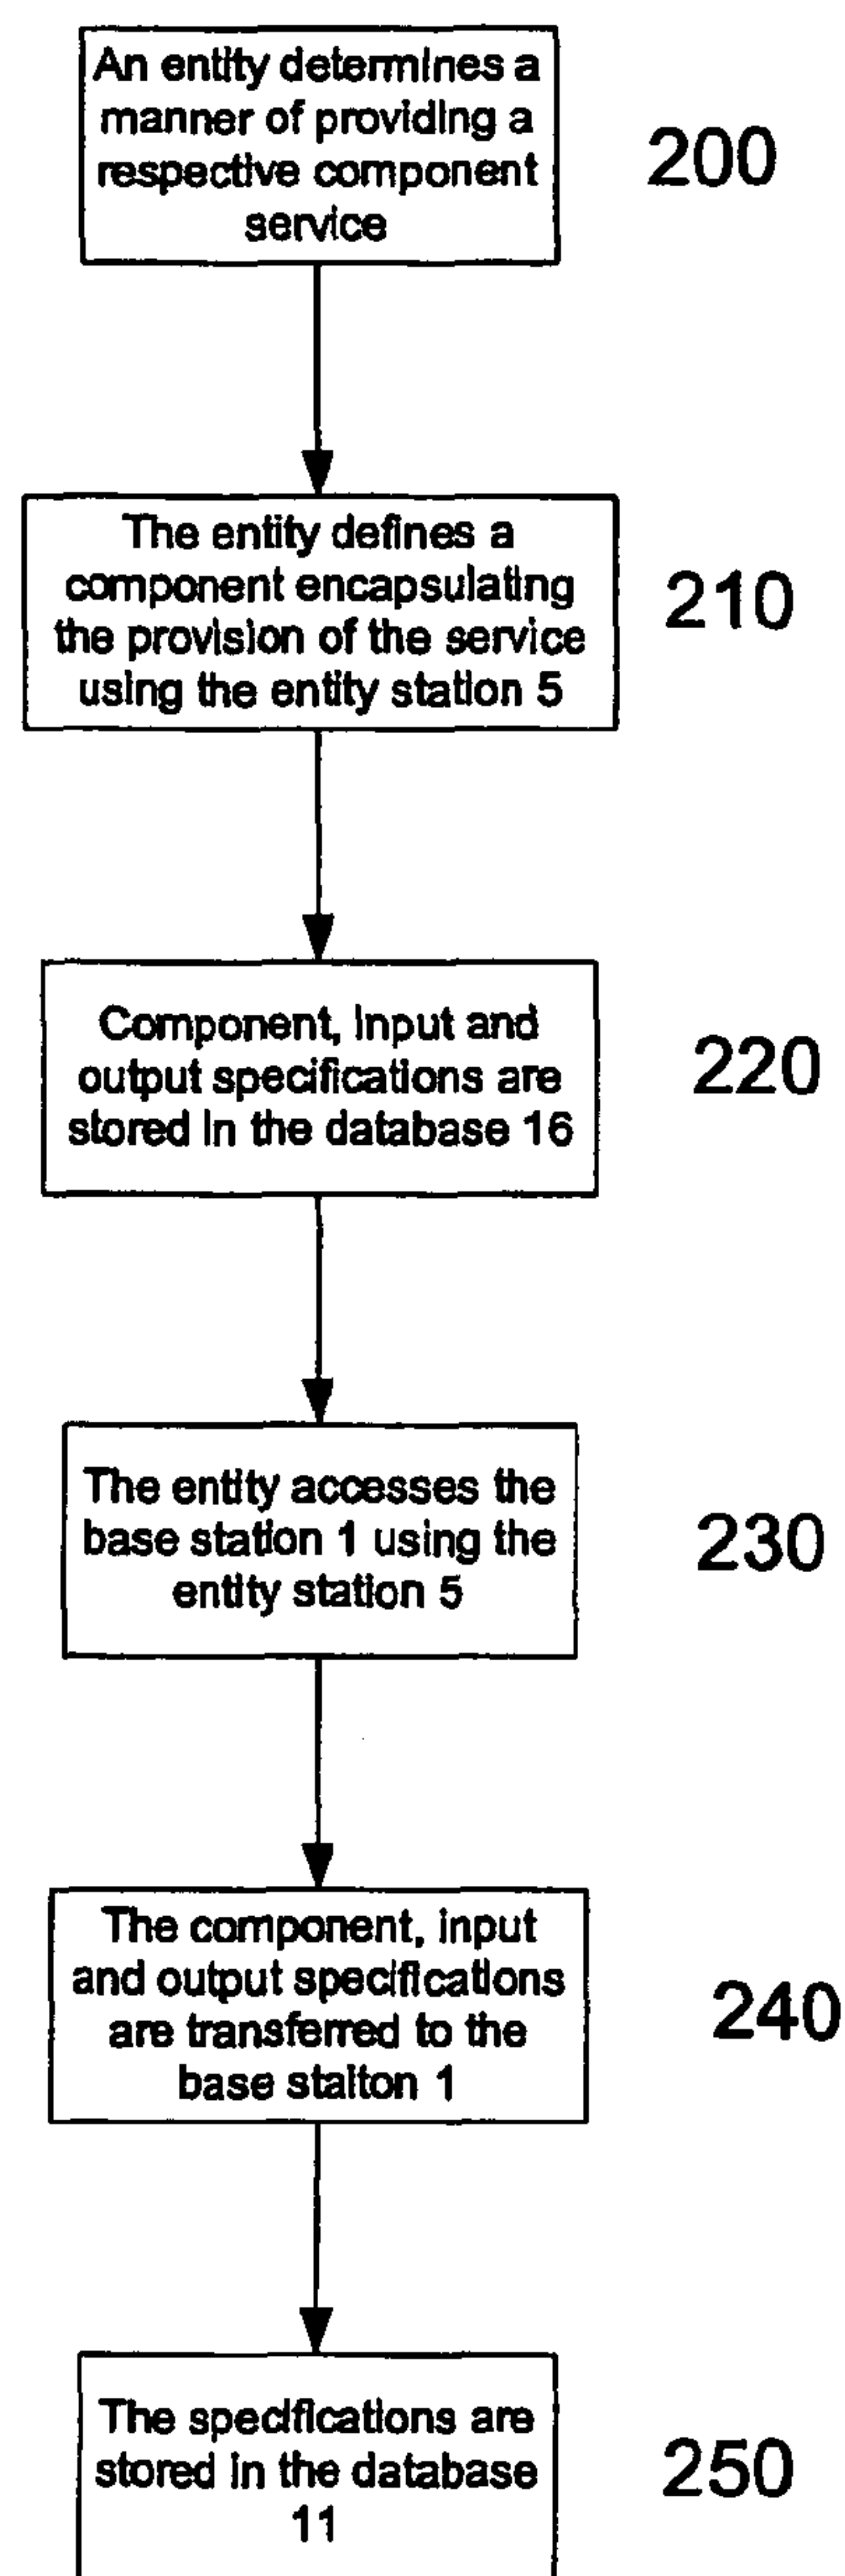 An entity determines a
manner of providing a
respective component
service
200
The entity defines a
component encapsulating
the provision of the service
using the entity station 5
210
Component, input and
output specifications are
stored in the database 16
220
The entity accesses the
base station 1 using the
entity station 5
230
The component, input
and output specifications
are transferred to the
base staiton 1
240
The specifications are
stored in the database
11
250